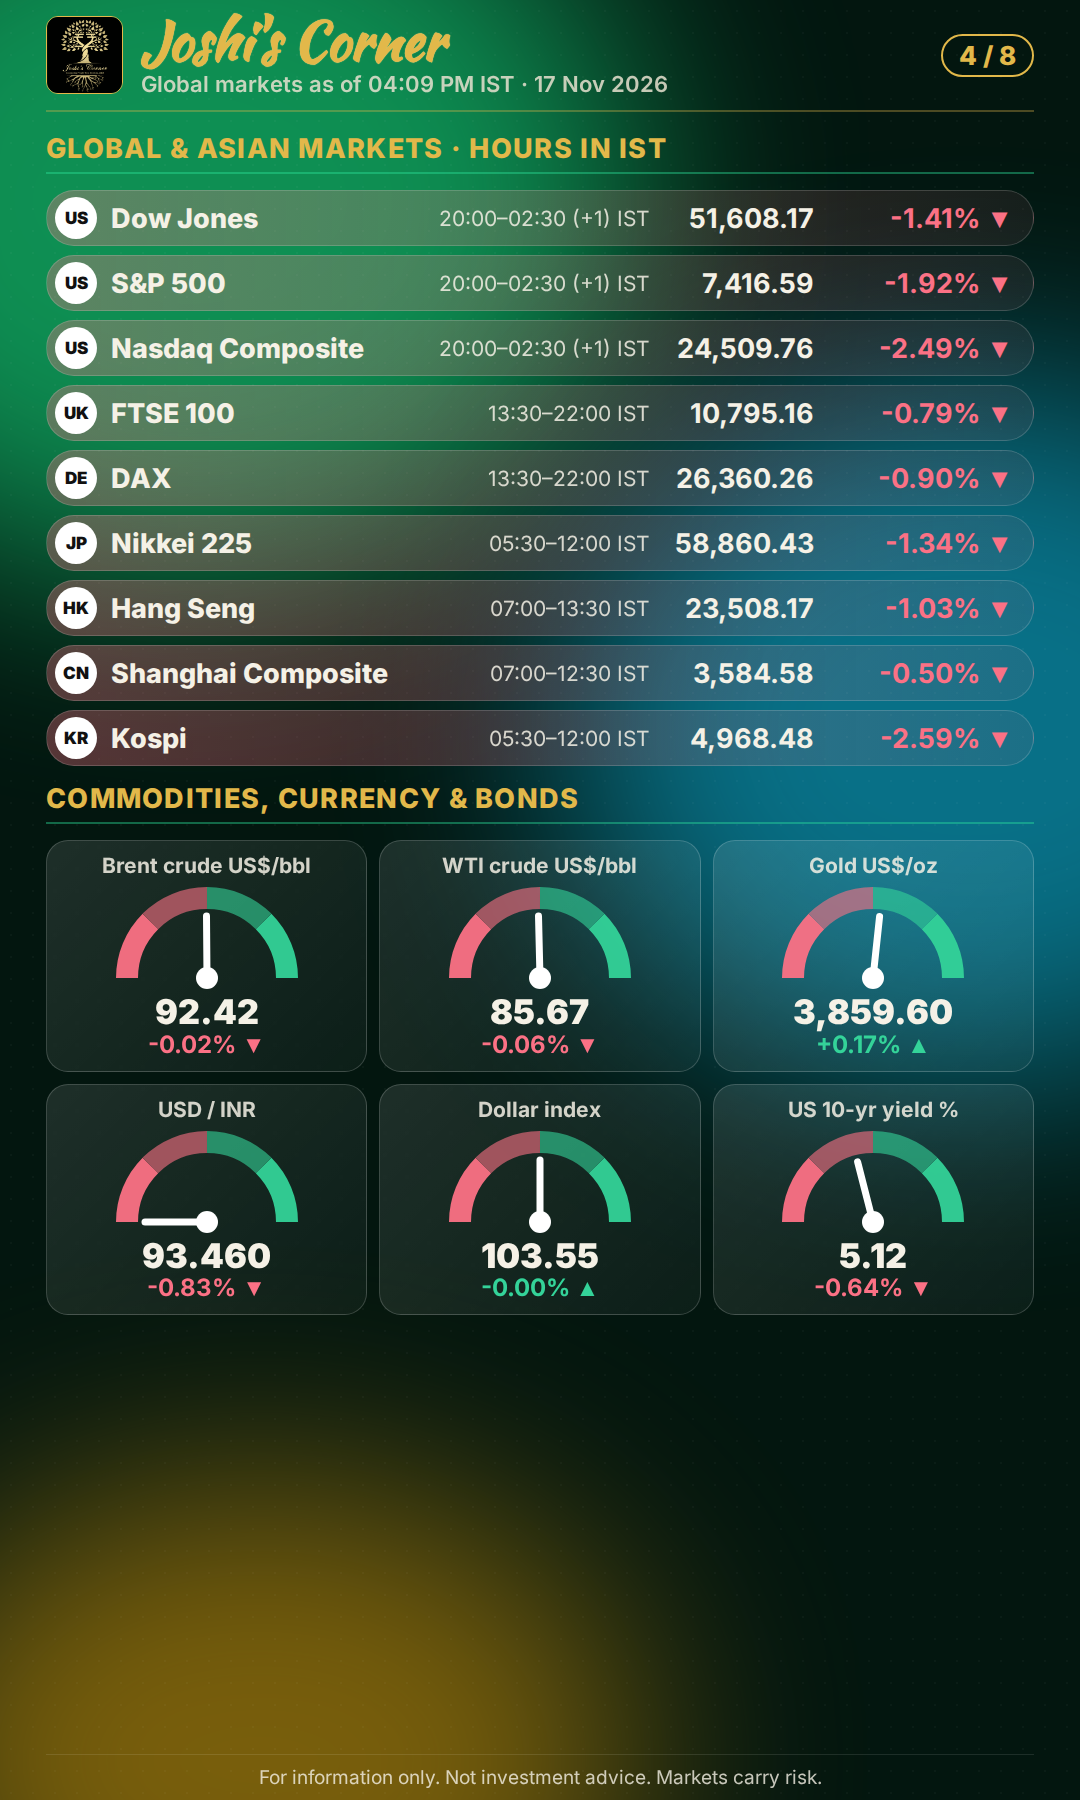 Joshi's Corner
Joshi's Corner
Global markets as of 04:09 PM IST · 17 Nov 2026
4 / 8
GLOBAL & ASIAN MARKETS · HOURS IN IST
US Dow Jones 20:00–02:30 (+1) IST 51,608.17 -1.41% ▼
US S&P 500 20:00–02:30 (+1) IST 7,416.59 -1.92% ▼
US Nasdaq Composite 20:00–02:30 (+1) IST 24,509.76 -2.49% ▼
UK FTSE 100 13:30–22:00 IST 10,795.16 -0.79% ▼
DE DAX 13:30–22:00 IST 26,360.26 -0.90% ▼
JP Nikkei 225 05:30–12:00 IST 58,860.43 -1.34% ▼
HK Hang Seng 07:00–13:30 IST 23,508.17 -1.03% ▼
CN Shanghai Composite 07:00–12:30 IST 3,584.58 -0.50% ▼
KR Kospi 05:30–12:00 IST 4,968.48 -2.59% ▼
COMMODITIES, CURRENCY & BONDS
Brent crude US$/bbl
92.42
-0.02% ▼
WTI crude US$/bbl
85.67
-0.06% ▼
Gold US$/oz
3,859.60
+0.17% ▲
USD / INR
93.460
-0.83% ▼
Dollar index
103.55
-0.00% ▲
US 10-yr yield %
5.12
-0.64% ▼
For information only. Not investment advice. Markets carry risk.